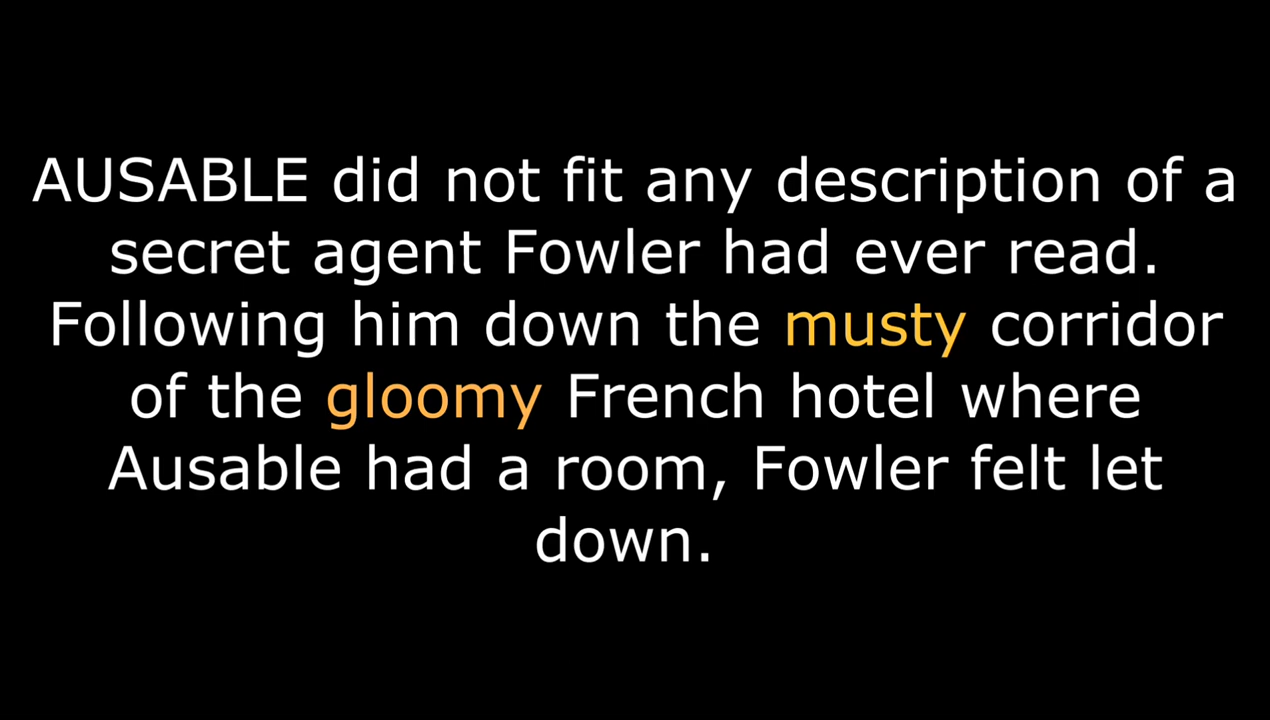 AUSABLE did not fit any description of a
secret agent Fowler had ever read.
Following him down the musty corridor
of the gloomy French hotel where
Ausable had a room, Fowler felt let
down.